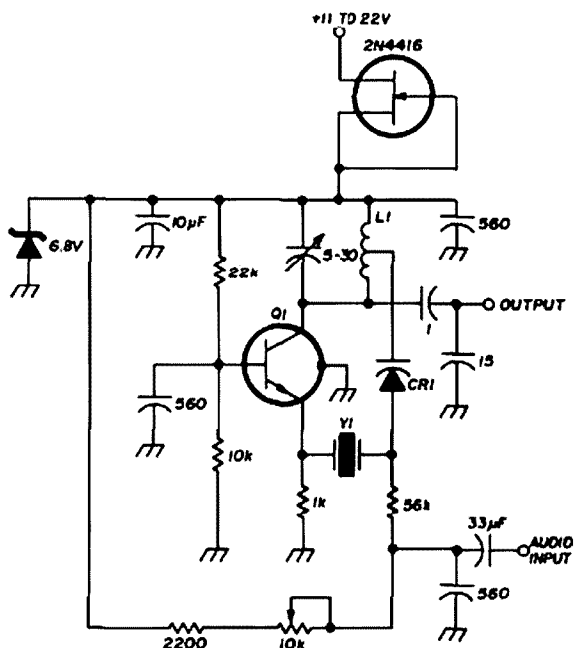 +11 TO 22V
2N4416
10μF
L1
560
6.8V
5-30
22k
OUTPUT
Q1
1
15
CR1
560
Y1
10k
1k
56k
33μF
AUDIO
INPUT
560
2200
10k